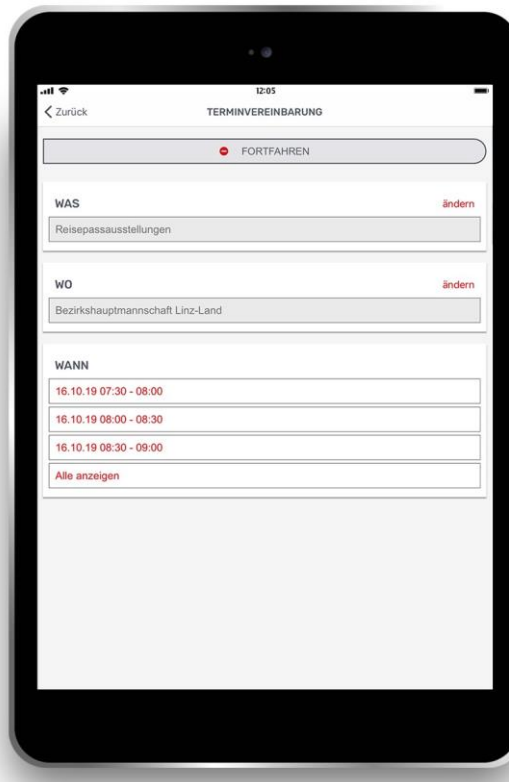 12:05
Zurück TERMINVEREINBARUNG
FORTFAHREN
WAS ändern
Reisepassausstellungen
WO ändern
Bezirkshauptmannschaft Linz-Land
WANN
16.10.19 07:30 - 08:00
16.10.19 08:00 - 08:30
16.10.19 08:30 - 09:00
Alle anzeigen